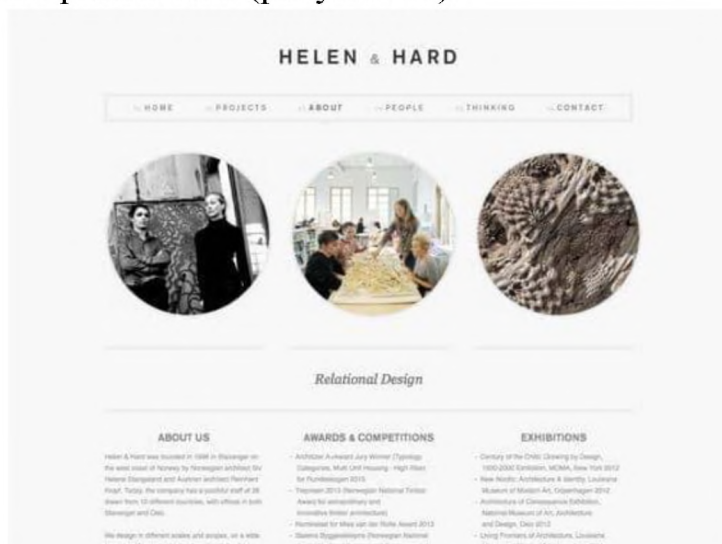 HELEN & HARD
HOME PROJECTS ABOUT PEOPLE THINKING CONTACT
Relational Design
ABOUT US
Helen & Hard was founded in 1996 in Stavanger on
the west coast of Norway by Norwegian architect Siv
Helene Stangeland and Austrian architect Reinhard
Kropf. Today, the company has a staff of 26
drawn from 10 different countries, with offices in both
Stavanger and Oslo.
We design in different scales and scopes, on a wide
AWARDS & COMPETITIONS
- Architizer A+Award Jury Winner (Typology
Categories, Multi Unit Housing - High Rise)
for Rundeskogen 2013
- Treprisen 2013 (Norwegian National Timber
Award for extraordinary and
innovative timber architecture)
- Nominated for Mies van der Rohe Award 2013
- Statens Byggeskikkpris (Norwegian National
EXHIBITIONS
- Century of the Child: Growing by Design,
1900-2000 Exhibition, MOMA, New York 2012
- New Nordic: Architecture & Identity, Louisiana
Museum of Modern Art, Copenhagen 2012
- Architecture of Consequence Exhibition,
National Museum of Art, Architecture
and Design, Oslo 2012
- Living Frontiers of Architecture, Louisiana